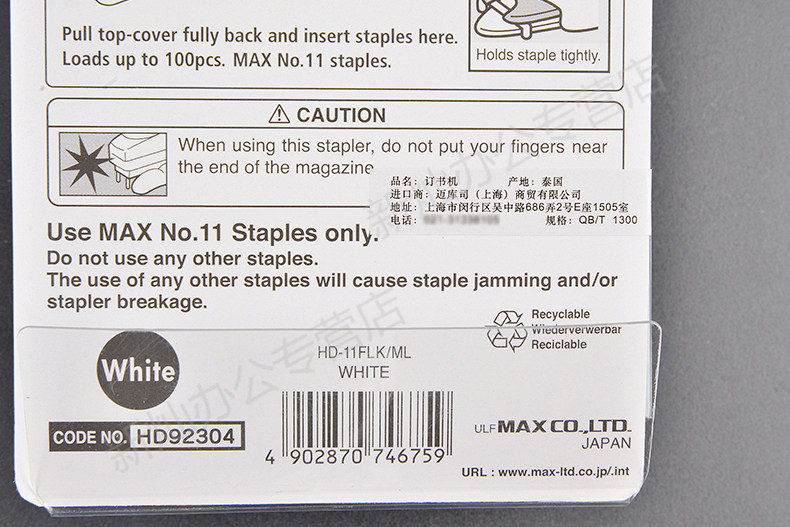 Pull top-cover fully back and insert staples here.
Loads up to 100pcs. MAX No.11 staples.
Holds staple tightly.
CAUTION
When using this stapler, do not put your fingers near
the end of the magazine
品名：订书机 产地：泰国
进口商：迈库司（上海）商贸有限公司
地址：上海市闵行区吴中路686弄2号E座1505室
电话： 规格：QB/T 1300
Use MAX No.11 Staples only.
Do not use any other staples.
The use of any other staples will cause staple jamming and/or
stapler breakage.
Recyclable
Wiederverwerbar
Reciclable
White
HD-11FLK/ML
WHITE
CODE NO. HD92304
4 902870 746759
ULF MAX CO.,LTD.
JAPAN
URL : www.max-ltd.co.jp/.int